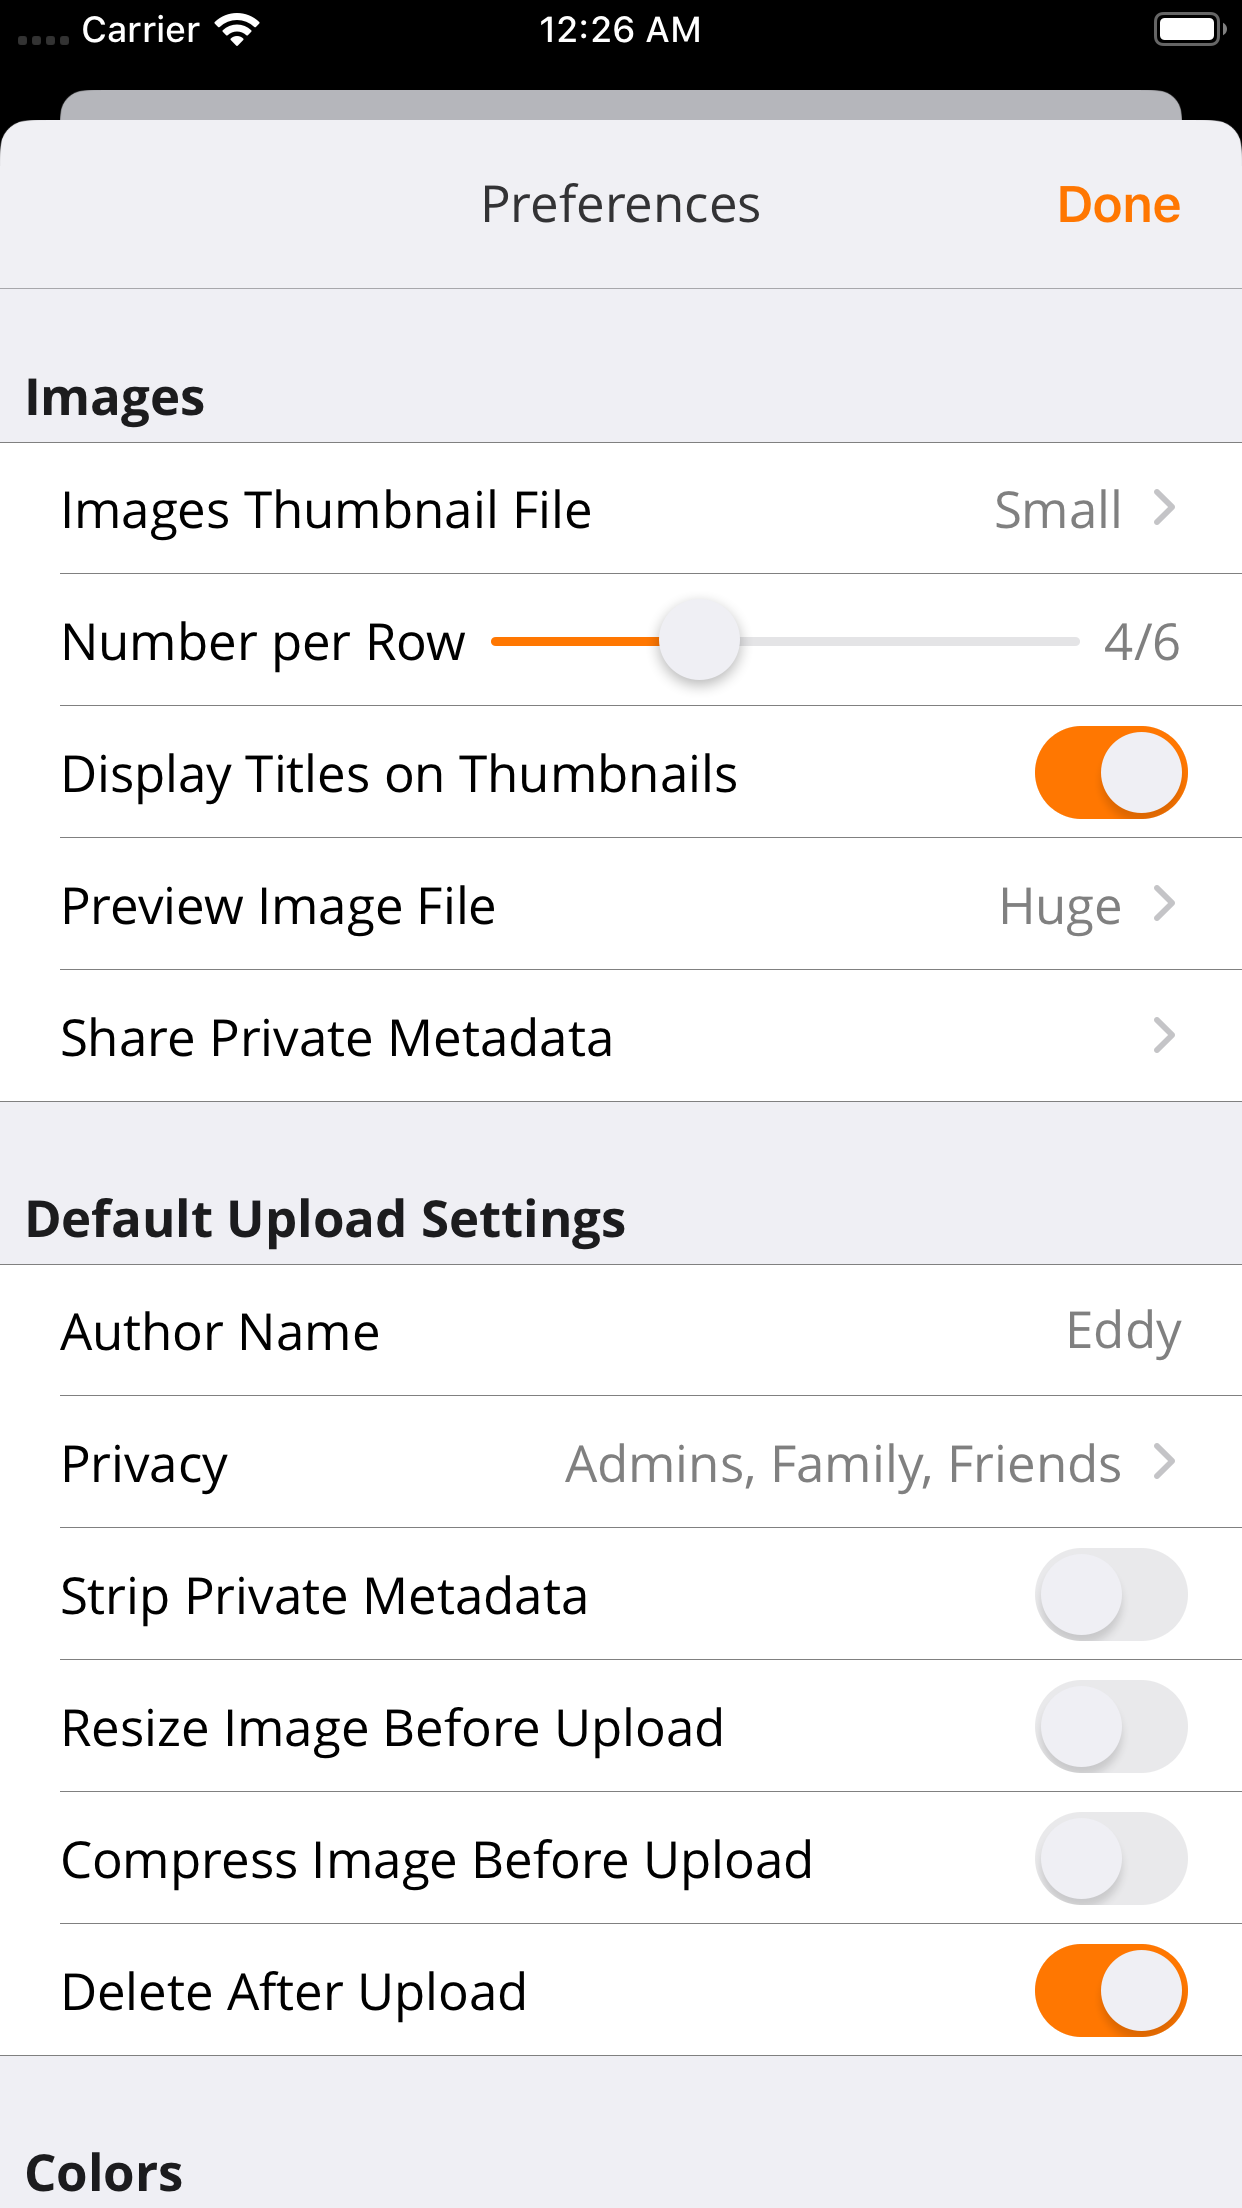 Carrier 12:26 AM
Preferences Done
Images
Images Thumbnail File Small
Number per Row 4/6
Display Titles on Thumbnails
Preview Image File Huge
Share Private Metadata
Default Upload Settings
Author Name Eddy
Privacy Admins, Family, Friends
Strip Private Metadata
Resize Image Before Upload
Compress Image Before Upload
Delete After Upload
Colors